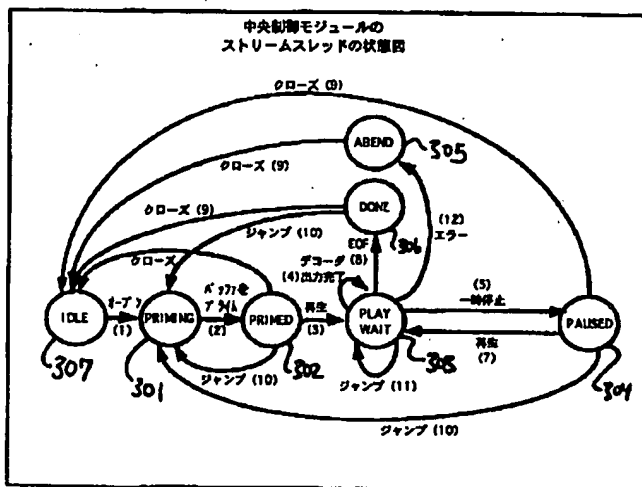 中央制御モジュールの
ストリームスレッドの状態図
クローズ (9)
ABEND
305
クローズ (9)
クローズ (9)
DONE
306
(12)
エラー
ジャンプ (10)
EOF
(8)
クローズ
デコーダ
(4) 出力完了
オープン
(1)
バッファを
プライム
(2)
再生
(3)
(5)
一時停止
再生
(7)
IDLE
PRIMING
PRIMED
PLAY
WAIT
PAUSED
307
301
302
303
304
ジャンプ (10)
ジャンプ (11)
ジャンプ (10)